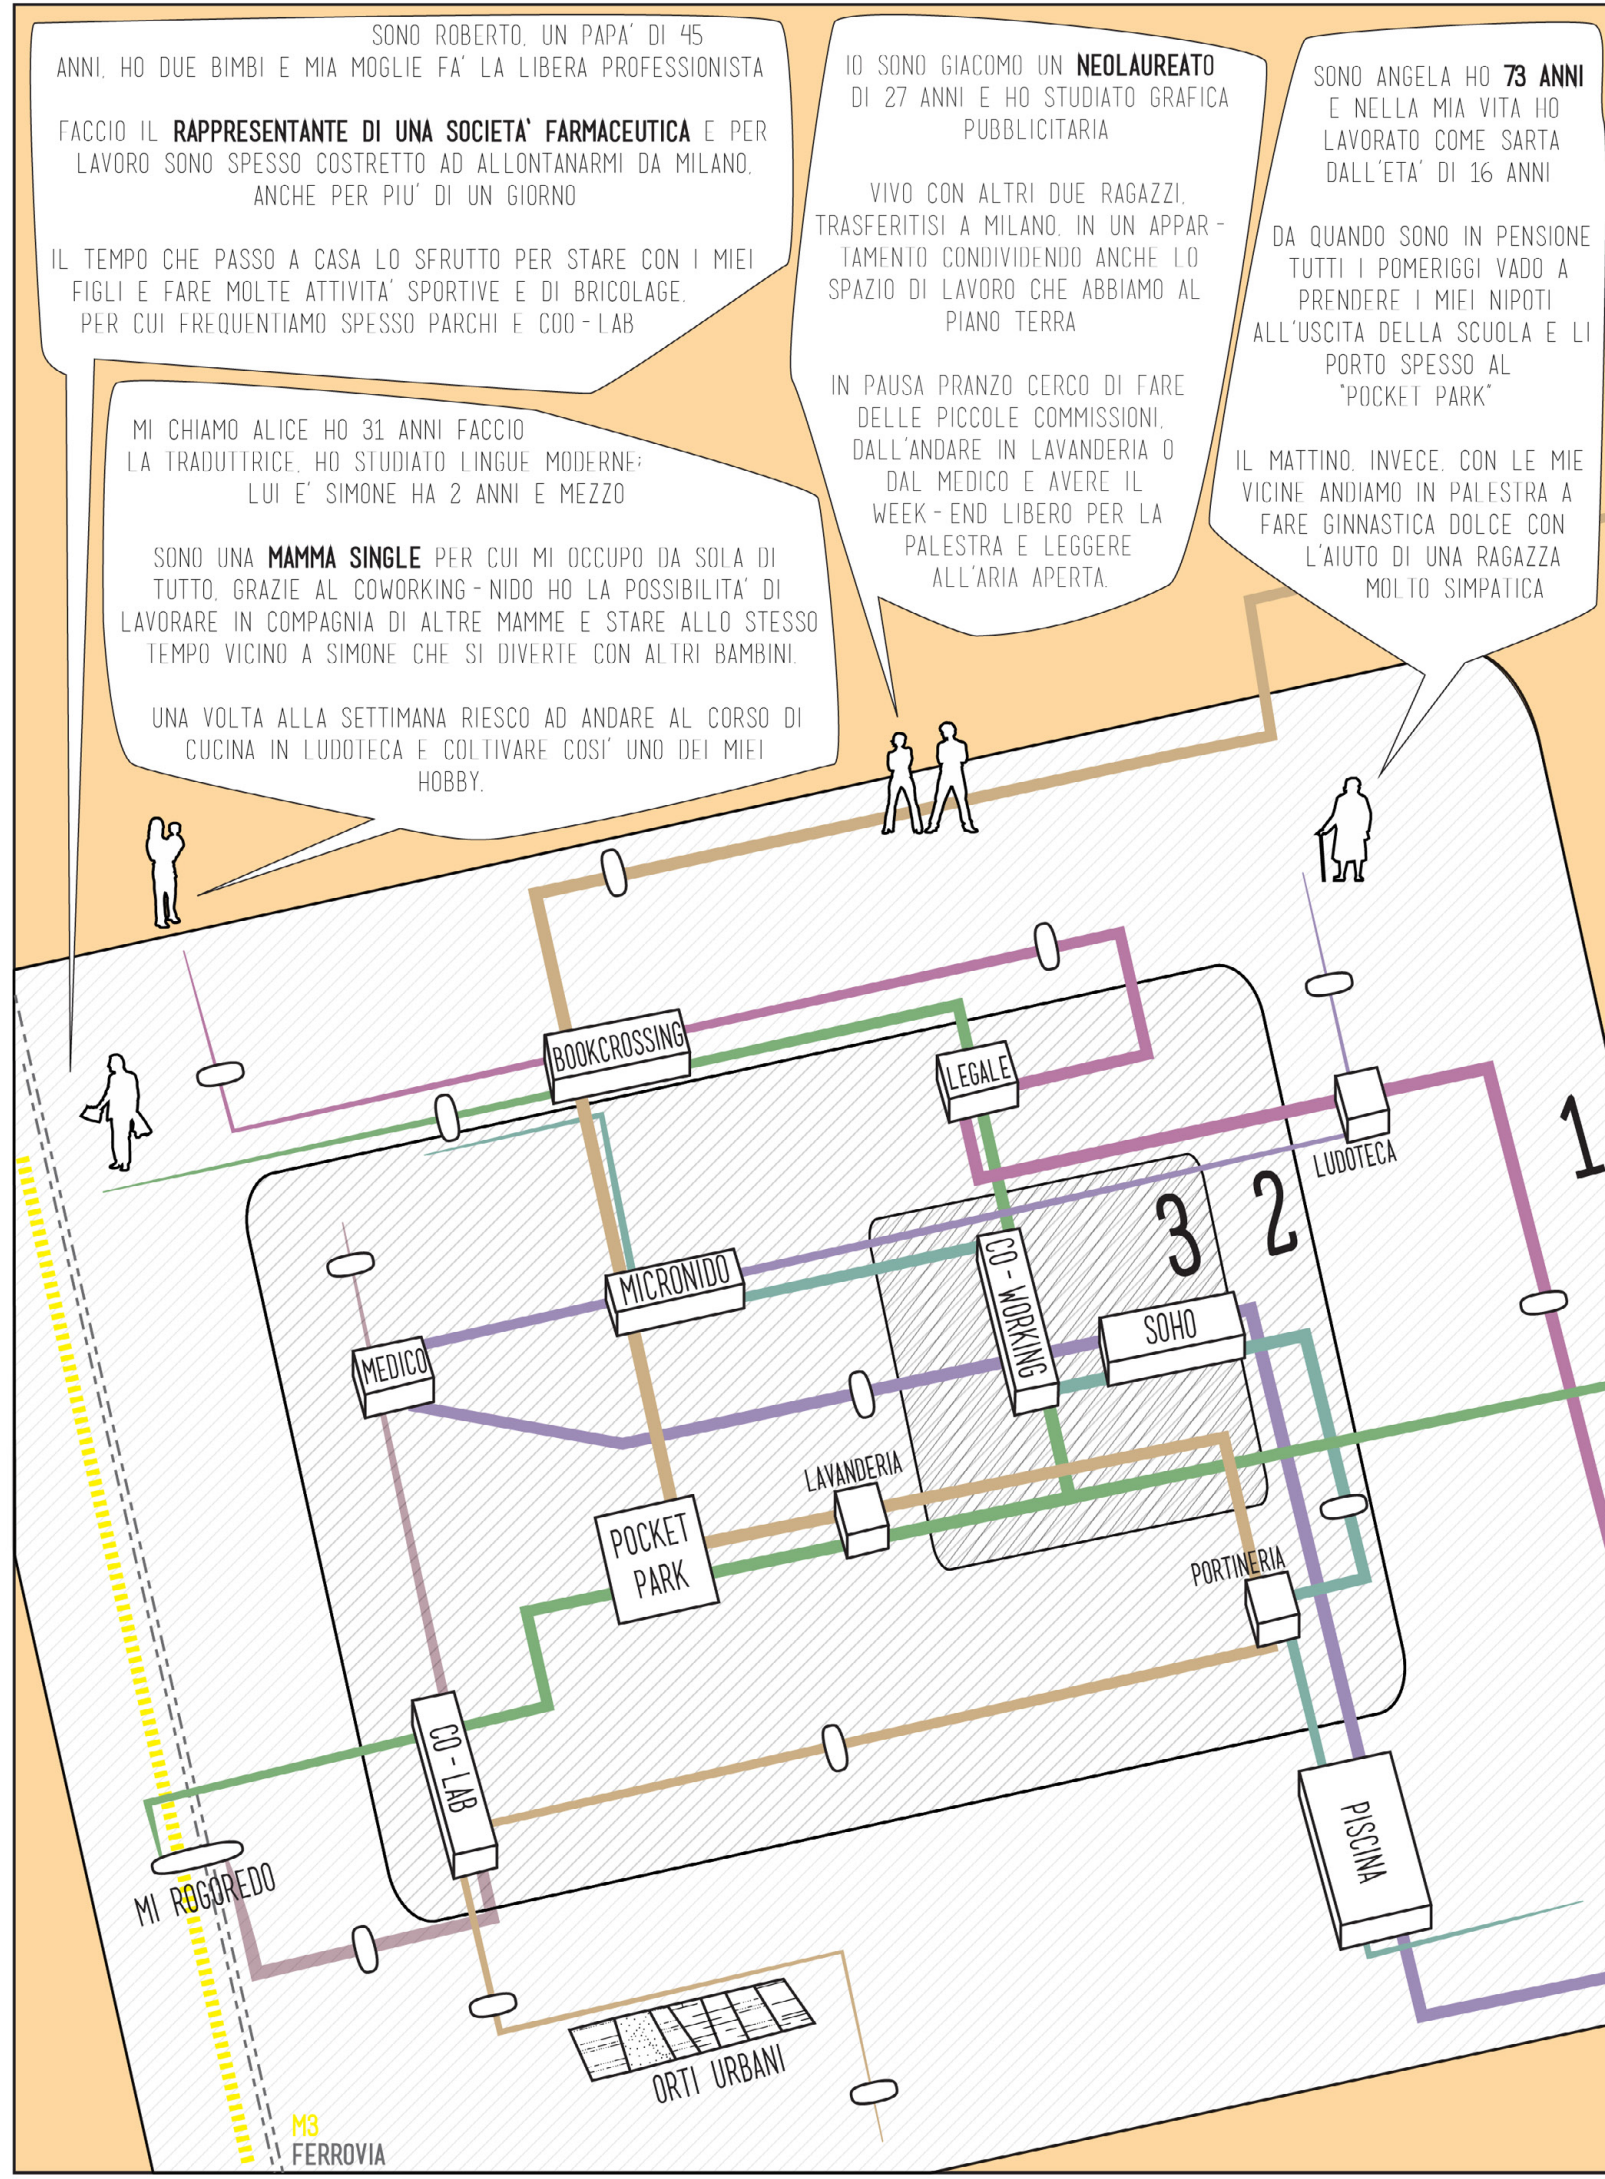 SONO ROBERTO, UN PAPA' DI 45
ANNI, HO DUE BIMBI E MIA MOGLIE FA' LA LIBERA PROFESSIONISTA
FACCIO IL RAPPRESENTANTE DI UNA SOCIETA' FARMACEUTICA E PER
LAVORO SONO SPESSO COSTRETTO AD ALLONTANARMI DA MILANO,
ANCHE PER PIU' DI UN GIORNO
IL TEMPO CHE PASSO A CASA LO SFRUTTO PER STARE CON I MIEI
FIGLI E FARE MOLTE ATTIVITA' SPORTIVE E DI BRICOLAGE,
PER CUI FREQUENTIAMO SPESSO PARCHI E COO-LAB
MI CHIAMO ALICE HO 31 ANNI FACCIO
LA TRADUTTRICE, HO STUDIATO LINGUE MODERNE;
LUI E' SIMONE HA 2 ANNI E MEZZO
SONO UNA MAMMA SINGLE PER CUI MI OCCUPO DA SOLA DI
TUTTO, GRAZIE AL COWORKING-NIDO HO LA POSSIBILITA' DI
LAVORARE IN COMPAGNIA DI ALTRE MAMME E STARE ALLO STESSO
TEMPO VICINO A SIMONE CHE SI DIVERTE CON ALTRI BAMBINI.
UNA VOLTA ALLA SETTIMANA RIESCO AD ANDARE AL CORSO DI
CUCINA IN LUDOTECA E COLTIVARE COSI' UNO DEI MIEI
HOBBY.
IO SONO GIACOMO UN NEOLAUREATO
DI 27 ANNI E HO STUDIATO GRAFICA
PUBBLICITARIA
VIVO CON ALTRI DUE RAGAZZI,
TRASFERITISI A MILANO, IN UN APPAR-
TAMENTO CONDIVIDENDO ANCHE LO
SPAZIO DI LAVORO CHE ABBIAMO AL
PIANO TERRA
IN PAUSA PRANZO CERCO DI FARE
DELLE PICCOLE COMMISSIONI,
DALL'ANDARE IN LAVANDERIA O
DAL MEDICO E AVERE IL
WEEK-END LIBERO PER LA
PALESTRA E LEGGERE
ALL'ARIA APERTA.
SONO ANGELA HO 73 ANNI
E NELLA MIA VITA HO
LAVORATO COME SARTA
DALL'ETA' DI 16 ANNI
DA QUANDO SONO IN PENSIONE
TUTTI I POMERIGGI VADO A
PRENDERE I MIEI NIPOTI
ALL'USCITA DELLA SCUOLA E LI
PORTO SPESSO AL
"POCKET PARK"
IL MATTINO, INVECE, CON LE MIE
VICINE ANDIAMO IN PALESTRA A
FARE GINNASTICA DOLCE CON
L'AIUTO DI UNA RAGAZZA
MOLTO SIMPATICA
BOOKCROSSING
LEGALE
LUDOTECA
1
2
3
MICRONIDO
CO-WORKING
SOHO
MEDICO
LAVANDERIA
POCKET
PARK
PORTINERIA
CO-LAB
PISCINA
MI ROGOREDO
ORTI URBANI
M3
FERROVIA